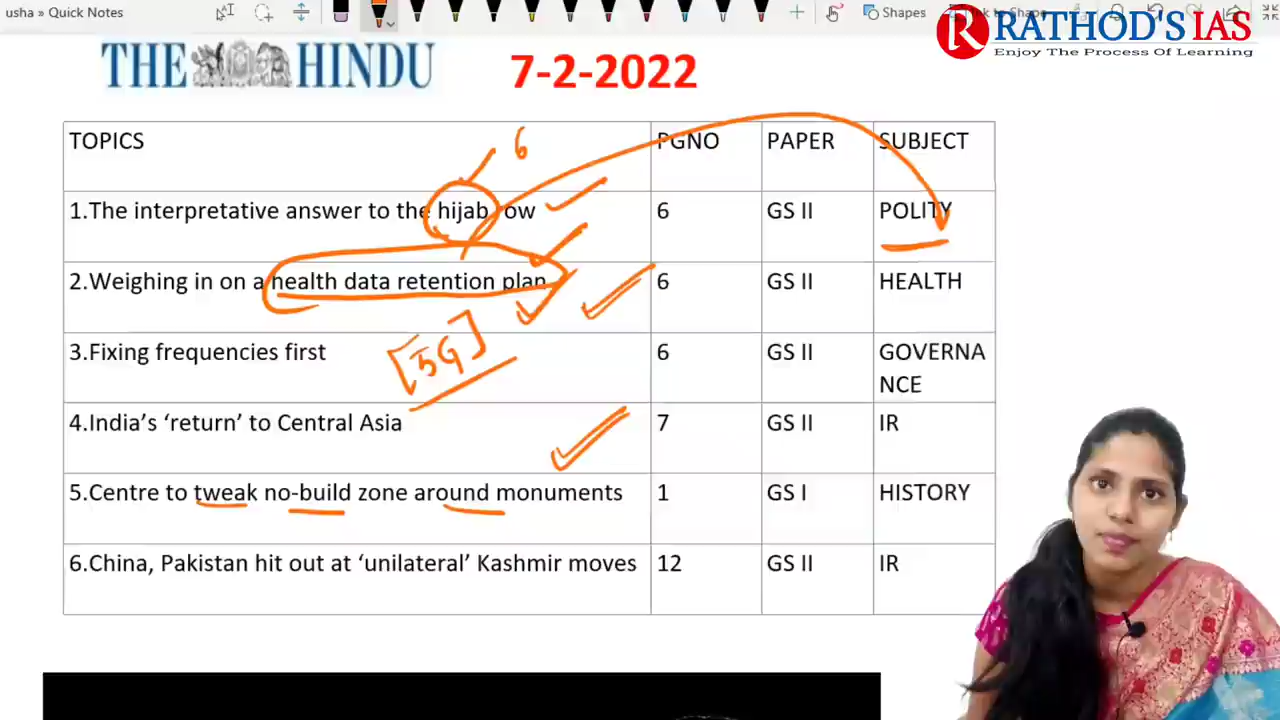 usha » Quick Notes
Shapes
RATHOD'S IAS
Enjoy The Process Of Learning
THE HINDU
7-2-2022
TOPICS PGNO PAPER SUBJECT
6
1.The interpretative answer to the hijab row 6 GS II POLITY
2.Weighing in on a health data retention plan 6 GS II HEALTH
3.Fixing frequencies first 6 GS II GOVERNA
NCE
[5G]
4.India's 'return' to Central Asia 7 GS II IR
5.Centre to tweak no-build zone around monuments 1 GS I HISTORY
6.China, Pakistan hit out at 'unilateral' Kashmir moves 12 GS II IR